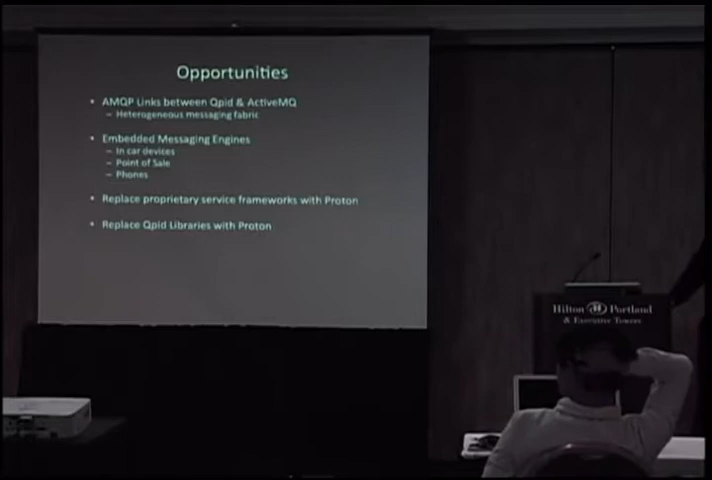 Opportunities
• AMQP Links between Qpid & ActiveMQ
– Heterogeneous messaging fabric
• Embedded Messaging Engines
– In car devices
– Point of Sale
– Phones
• Replace proprietary service frameworks with Proton
• Replace Qpid Libraries with Proton
Hilton H Portland
& Executive Towers